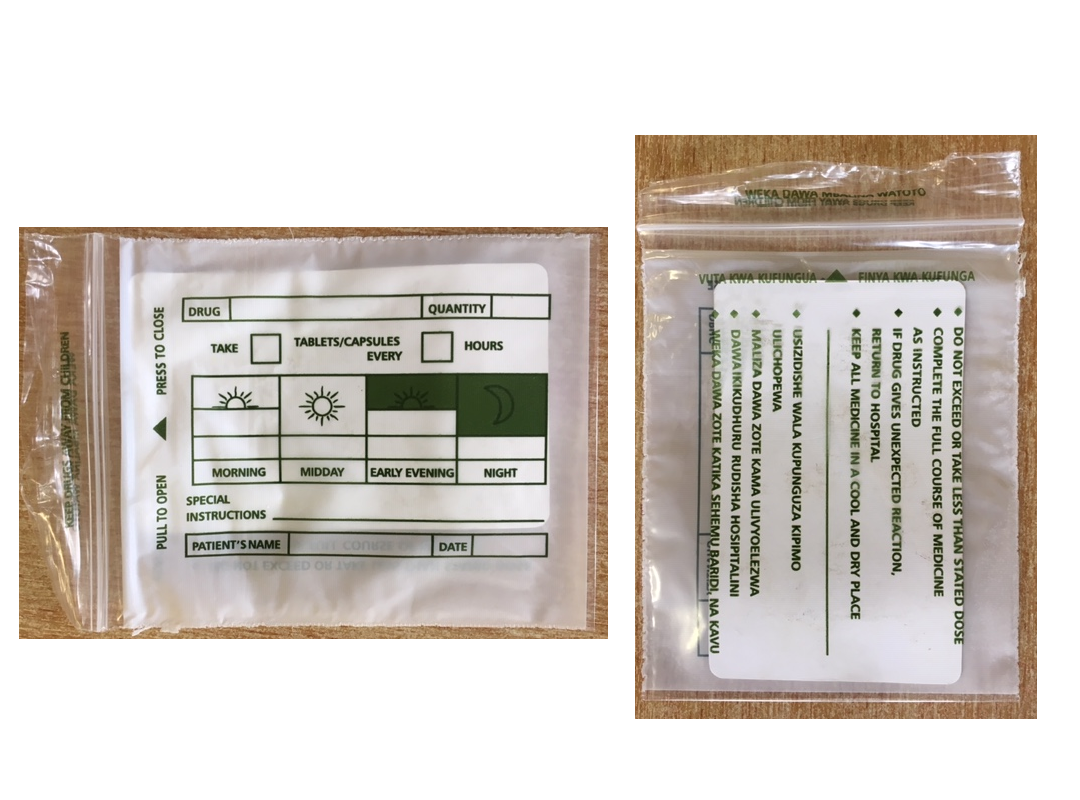 KEEP DRUGS AWAY FROM CHILDREN
PULL TO OPEN ▲ PRESS TO CLOSE
DRUG QUANTITY
TAKE TABLETS/CAPSULES EVERY HOURS
MORNING MIDDAY EARLY EVENING NIGHT
SPECIAL
INSTRUCTIONS
PATIENT'S NAME DATE
WEKA DAWA MBALI NA WATOTO
VUTA KWA KUFUNGUA - ▲ FINYA KWA KUFUNGA
◆ DO NOT EXCEED OR TAKE LESS THAN STATED DOSE
◆ COMPLETE THE FULL COURSE OF MEDICINE
AS INSTRUCTED
◆ IF DRUG GIVES UNEXPECTED REACTION,
RETURN TO HOSPITAL
◆ KEEP ALL MEDICINE IN A COOL AND DRY PLACE
◆ USIZIDISHE WALA KUPUNGUZA KIPIMO
ULICHOPEWA
◆ MALIZA DAWA ZOTE KAMA ULIVYOELEZWA
◆ DAWA IKIKUDHURU RUDISHA HOSIPITALINI
◆ WEKA DAWA ZOTE KATIKA SEHEMU BARIDI, NA KAVU